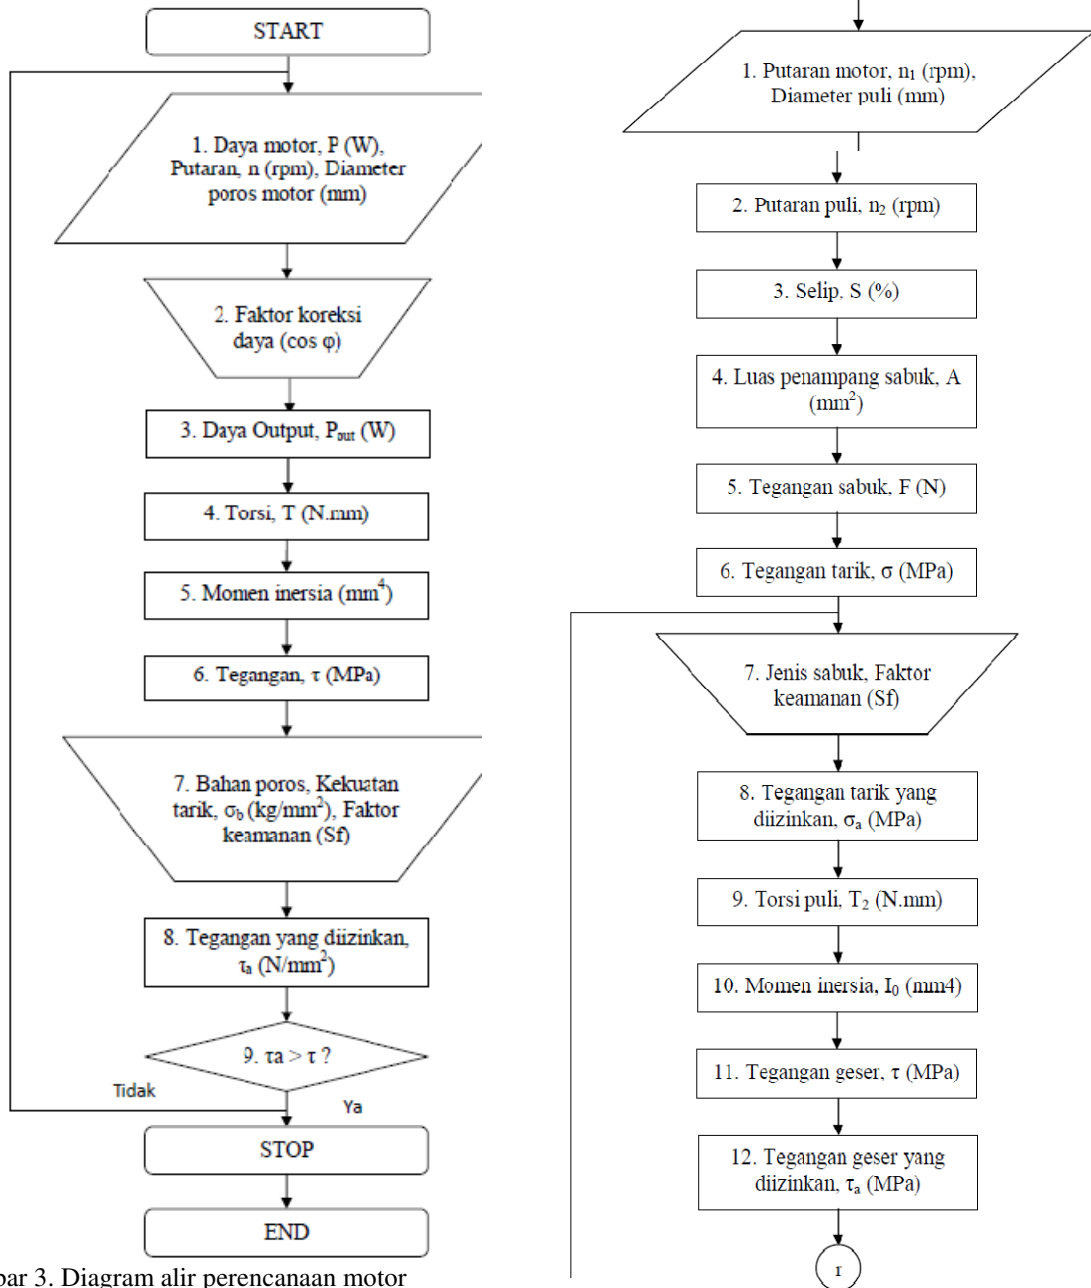 START
1. Daya motor, P (W),
Putaran, n (rpm), Diameter
poros motor (mm)
2. Faktor koreksi
daya (cos φ)
3. Daya Output, Pout (W)
4. Torsi, T (N.mm)
5. Momen inersia (mm⁴)
6. Tegangan, τ (MPa)
7. Bahan poros, Kekuatan
tarik, σb (kg/mm²), Faktor
keamanan (Sf)
8. Tegangan yang diizinkan,
τa (N/mm²)
9. τa > τ ?
Tidak
Ya
STOP
END
bar 3. Diagram alir perencanaan motor
1. Putaran motor, n₁ (rpm),
Diameter puli (mm)
2. Putaran puli, n₂ (rpm)
3. Selip, S (%)
4. Luas penampang sabuk, A
(mm²)
5. Tegangan sabuk, F (N)
6. Tegangan tarik, σ (MPa)
7. Jenis sabuk, Faktor
keamanan (Sf)
8. Tegangan tarik yang
diizinkan, σa (MPa)
9. Torsi puli, T₂ (N.mm)
10. Momen inersia, I₀ (mm4)
11. Tegangan geser, τ (MPa)
12. Tegangan geser yang
diizinkan, τa (MPa)